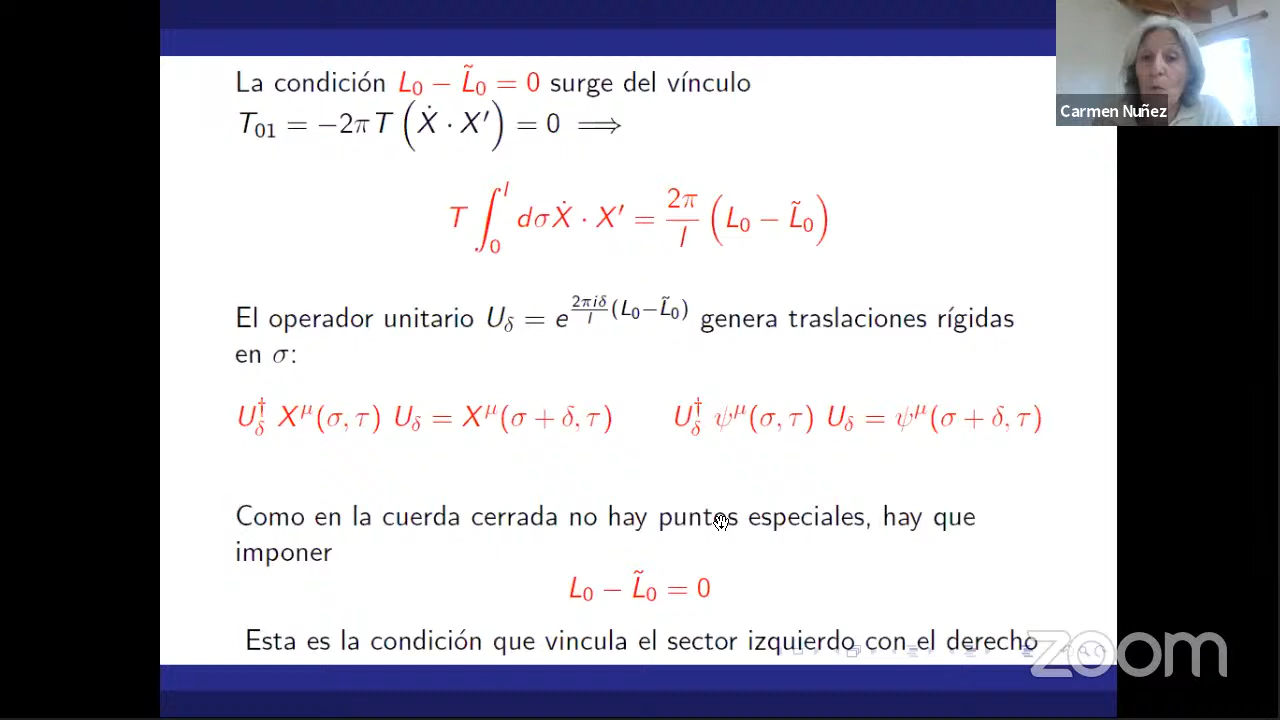 La condición L₀ − L̃₀ = 0 surge del vínculo
T₀₁ = −2π T (Ẋ · X′) = 0 ⟹
T ∫₀ˡ dσẊ · X′ = 2π/l (L₀ − L̃₀)
El operador unitario U_δ = e^{2πiδ/l (L₀−L̃₀)} genera traslaciones rígidas
en σ:
U_δ^† X^μ(σ, τ) U_δ = X^μ(σ + δ, τ) U_δ^† ψ^μ(σ, τ) U_δ = ψ^μ(σ + δ, τ)
Como en la cuerda cerrada no hay puntos especiales, hay que
imponer
L₀ − L̃₀ = 0
Esta es la condición que vincula el sector izquierdo con el derecho
Carmen Nuñez
zoom